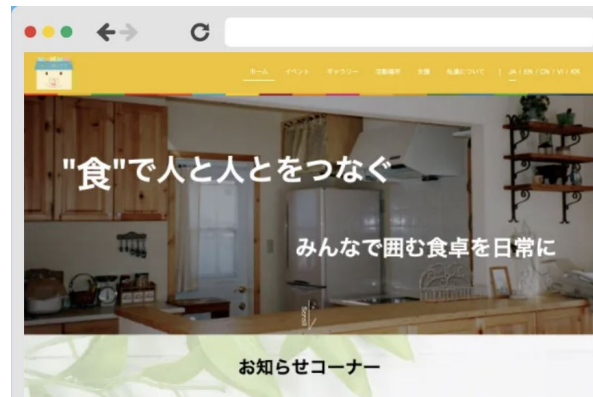 ホーム イベント ギャラリー 活動場所 支援 私達について | JA / EN / CN / VI / KR
"食"で人と人とをつなぐ
みんなで囲む食卓を日常に
Scroll
お知らせコーナー